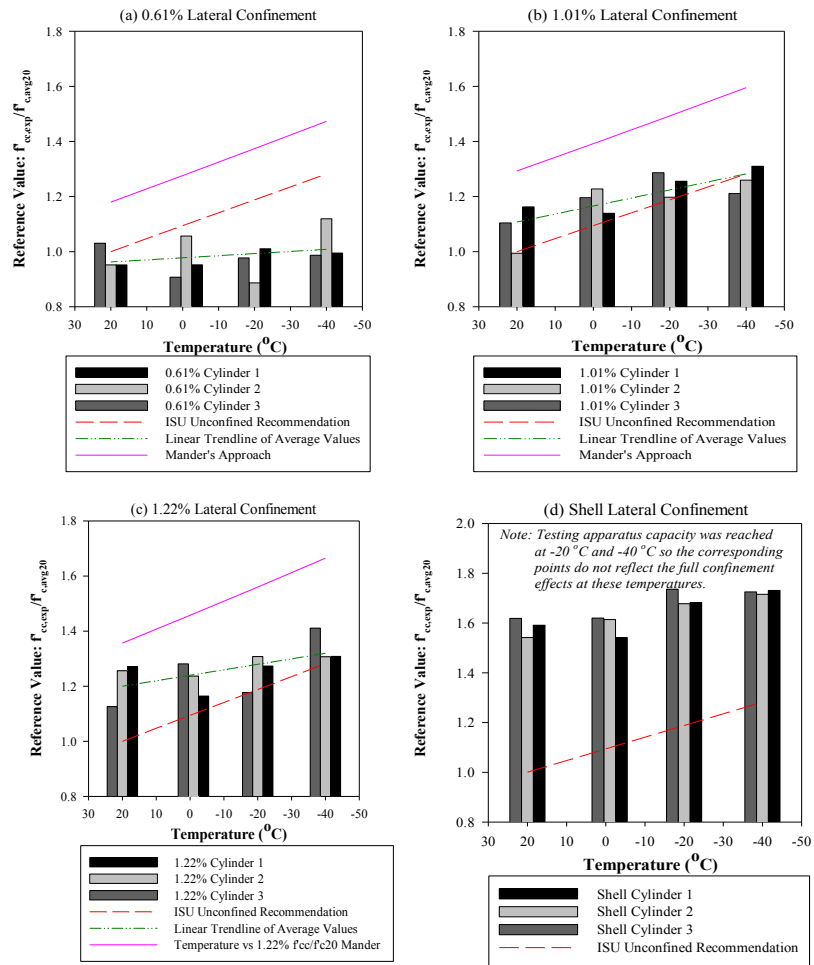 (a) 0.61% Lateral Confinement
Reference Value: f'cc,exp/f'c,avg20
1.8
1.6
1.4
1.2
1.0
0.8
30 20 10 0 -10 -20 -30 -40 -50
Temperature (°C)
0.61% Cylinder 1
0.61% Cylinder 2
0.61% Cylinder 3
ISU Unconfined Recommendation
Linear Trendline of Average Values
Mander's Approach
(b) 1.01% Lateral Confinement
Reference Value: f'cc,exp/f'c,avg20
1.8
1.6
1.4
1.2
1.0
0.8
30 20 10 0 -10 -20 -30 -40 -50
Temperature (°C)
1.01% Cylinder 1
1.01% Cylinder 2
1.01% Cylinder 3
ISU Unconfined Recommendation
Linear Trendline of Average Values
Mander's Approach
(c) 1.22% Lateral Confinement
Reference Value: f'cc,exp/f'c,avg20
1.8
1.6
1.4
1.2
1.0
0.8
30 20 10 0 -10 -20 -30 -40 -50
Temperature (°C)
1.22% Cylinder 1
1.22% Cylinder 2
1.22% Cylinder 3
ISU Unconfined Recommendation
Linear Trendline of Average Values
Temperature vs 1.22% f'cc/f'c20 Mander
(d) Shell Lateral Confinement
Note: Testing apparatus capacity was reached
at -20 °C and -40 °C so the corresponding
points do not reflect the full confinement
effects at these temperatures.
Reference Value: f'cc,exp/f'c,avg20
2.0
1.8
1.6
1.4
1.2
1.0
0.8
30 20 10 0 -10 -20 -30 -40 -50
Temperature (°C)
Shell Cylinder 1
Shell Cylinder 2
Shell Cylinder 3
ISU Unconfined Recommendation